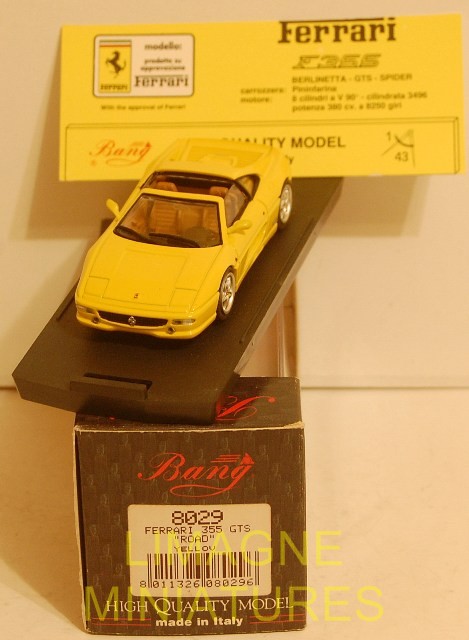 Ferrari
F355
modello:
prodotto su
approvazione
Ferrari
With the approval of Ferrari
BERLINETTA - GTS - SPIDER
carrozzera: Pininfarina
motore: 8 cilindri a V 90° - cilindrata 3496
potenza 380 cv. a 8250 giri
Bang
QUALITY MODEL
Italy
1/43
Bang
8029
FERRARI 355 GTS
"ROAD"
YELLOW
8 011326 080296
LIMAGNE
MINIATURES
HIGH QUALITY MODEL
made in Italy